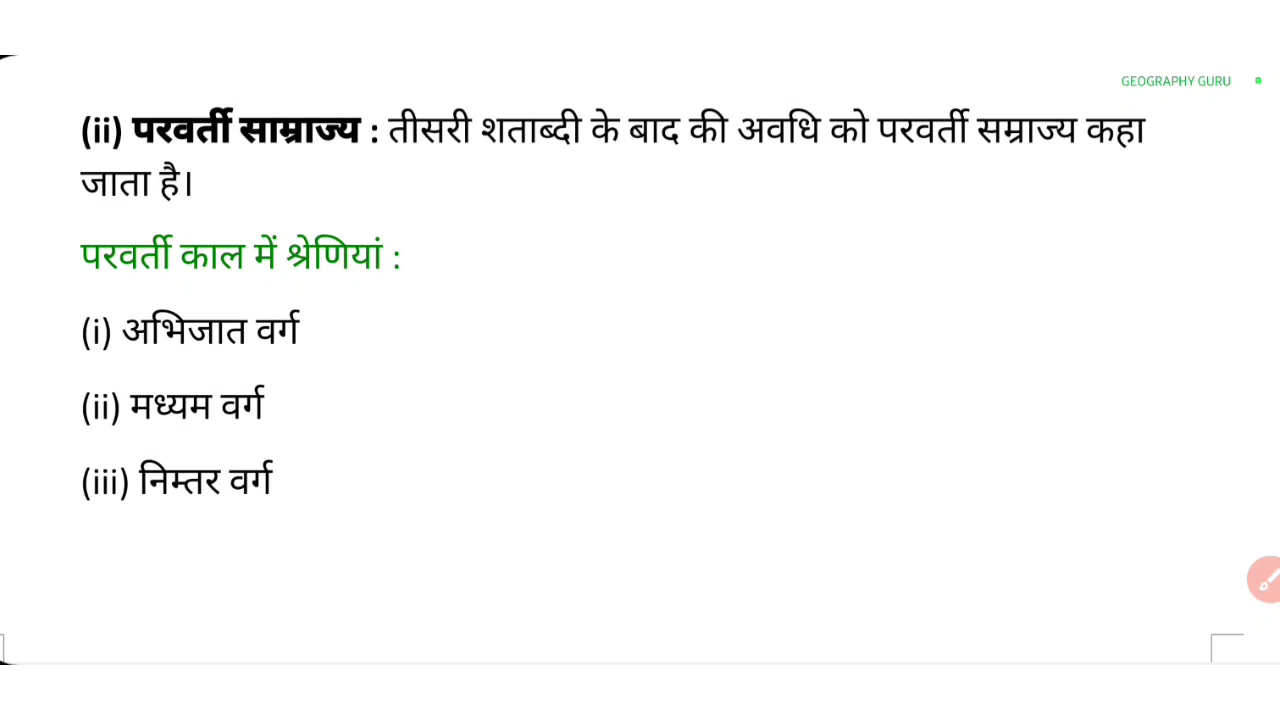 GEOGRAPHY GURU
(ii) परवर्ती साम्राज्य : तीसरी शताब्दी के बाद की अवधि को परवर्ती सम्राज्य कहा
जाता है।
परवर्ती काल में श्रेणियां :
(i) अभिजात वर्ग
(ii) मध्यम वर्ग
(iii) निम्तर वर्ग